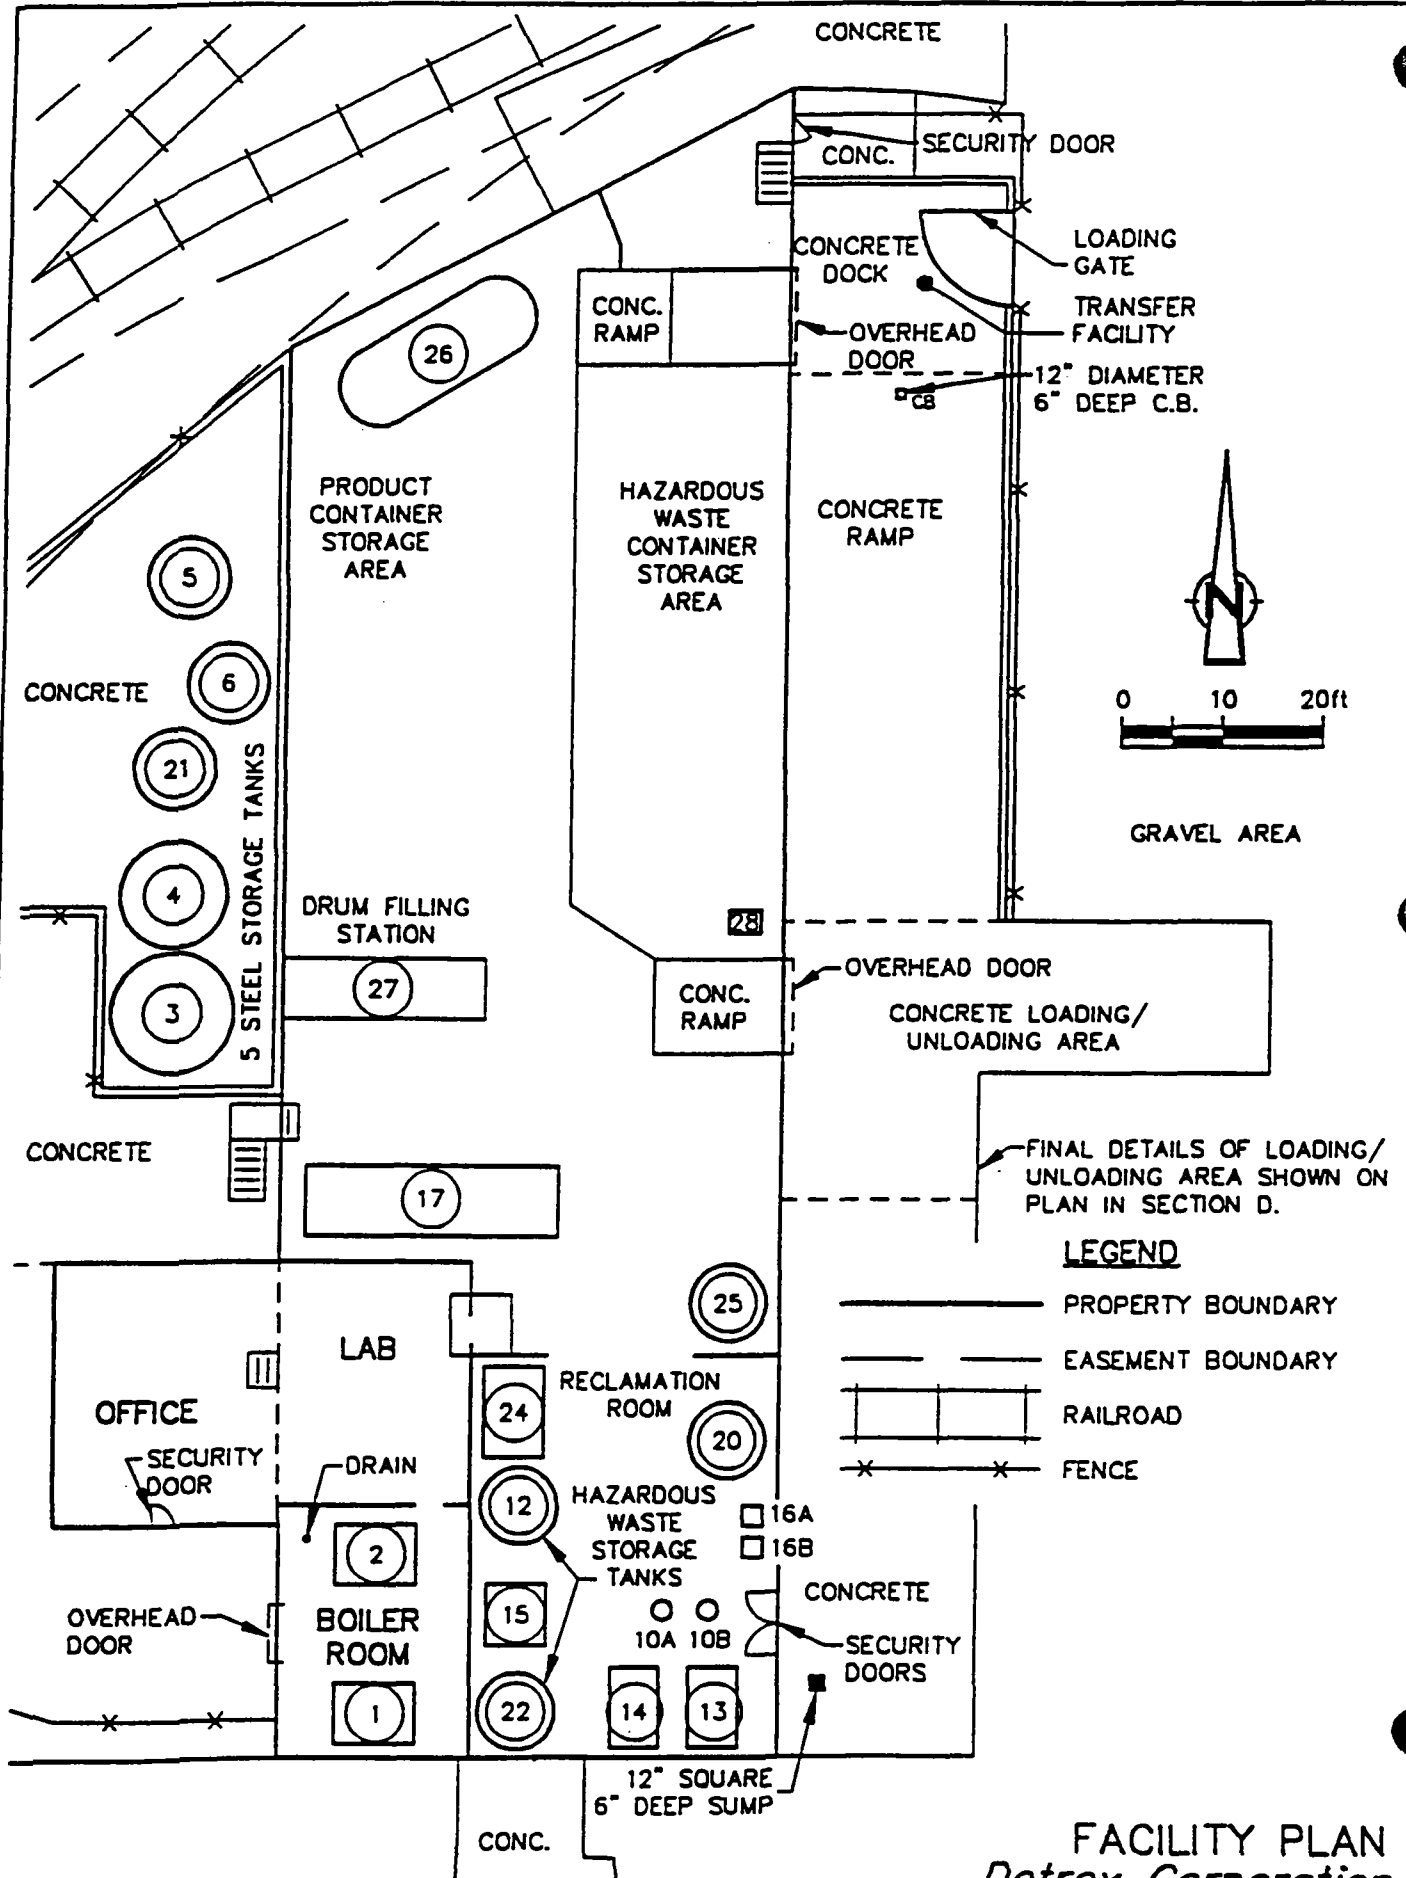 CONCRETE
SECURITY DOOR
CONC.
CONCRETE
DOCK
LOADING
GATE
CONC.
RAMP
TRANSFER
FACILITY
OVERHEAD
DOOR
26
12" DIAMETER
6" DEEP C.B.
CB
PRODUCT
CONTAINER
STORAGE
AREA
HAZARDOUS
WASTE
CONTAINER
STORAGE
AREA
CONCRETE
RAMP
N
5
6
CONCRETE
0 10 20ft
21
5 STEEL STORAGE TANKS
GRAVEL AREA
4
DRUM FILLING
STATION
28
OVERHEAD DOOR
27
3
CONC.
RAMP
CONCRETE LOADING/
UNLOADING AREA
CONCRETE
FINAL DETAILS OF LOADING/
UNLOADING AREA SHOWN ON
PLAN IN SECTION D.
17
LEGEND
PROPERTY BOUNDARY
EASEMENT BOUNDARY
RAILROAD
FENCE
25
LAB
RECLAMATION
ROOM
24
20
OFFICE
SECURITY
DOOR
DRAIN
12
HAZARDOUS
WASTE
STORAGE
TANKS
16A
16B
2
CONCRETE
OVERHEAD
DOOR
BOILER
ROOM
15
10A 10B
SECURITY
DOORS
1
22
14
13
12" SQUARE
6" DEEP SUMP
CONC.
FACILITY PLAN
Detrex Corporation